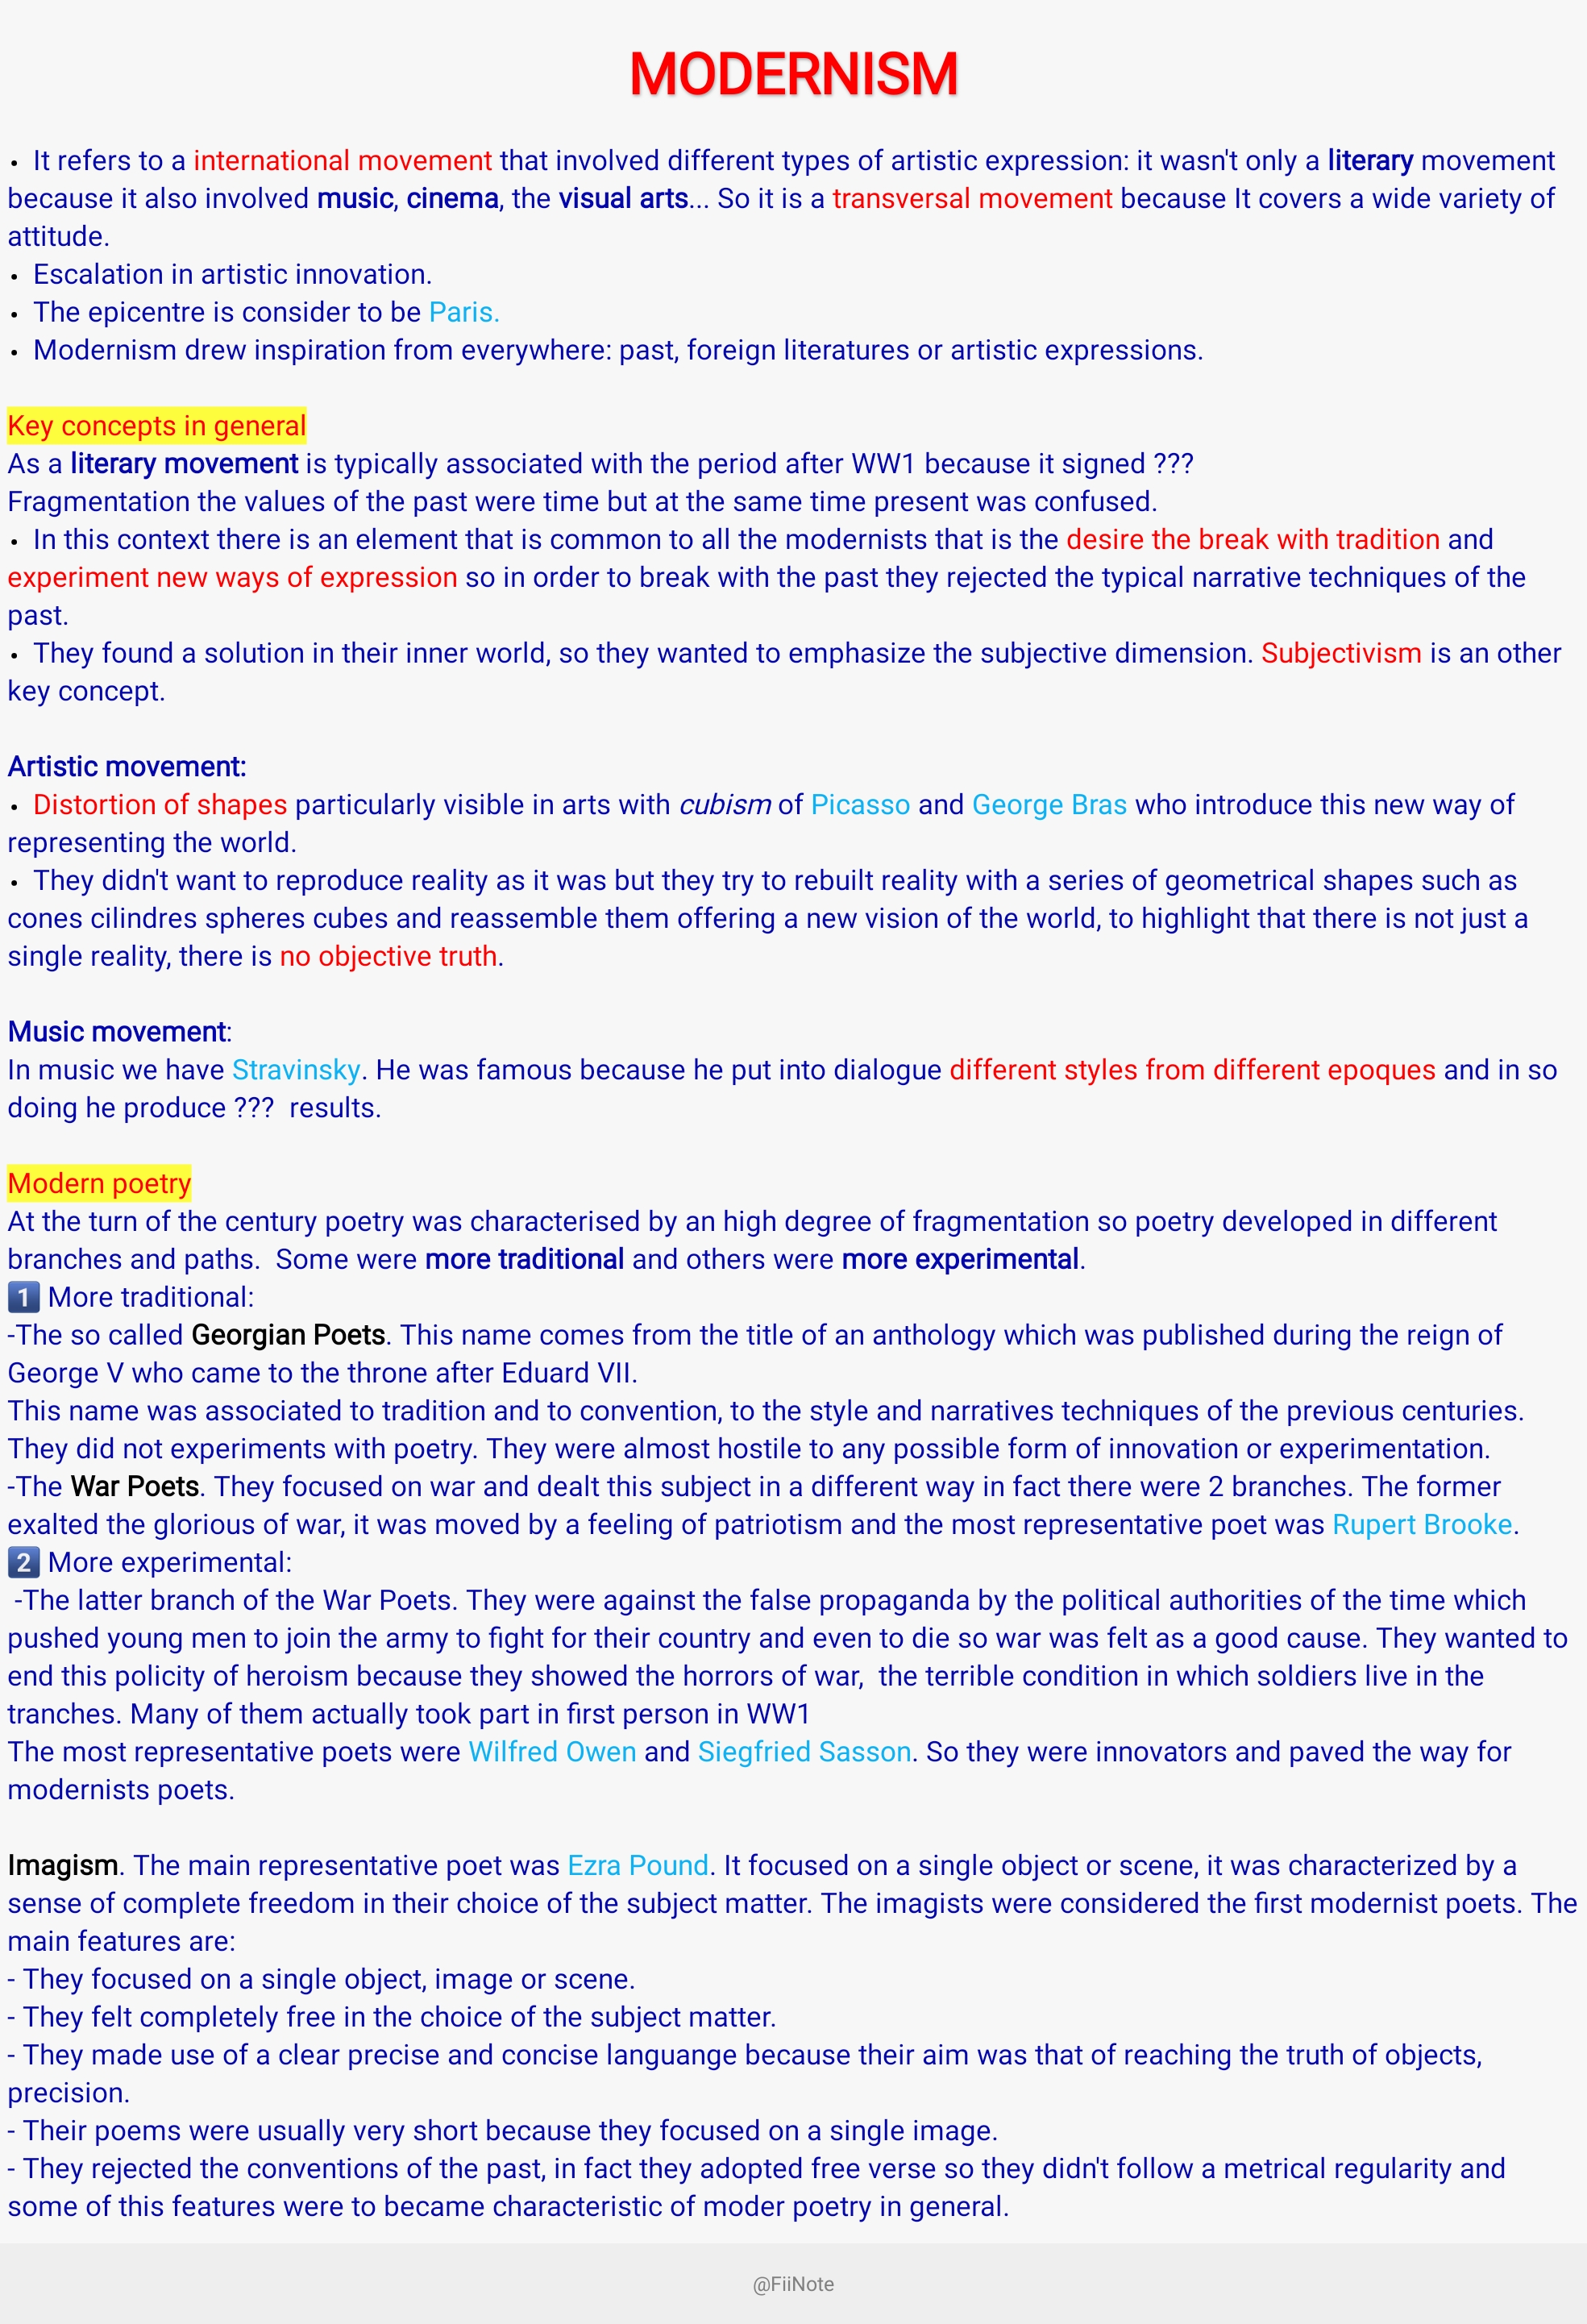 MODERNISM
• It refers to a international movement that involved different types of artistic expression: it wasn't only a literary movement
because it also involved music, cinema, the visual arts... So it is a transversal movement because It covers a wide variety of
attitude.
• Escalation in artistic innovation.
• The epicentre is consider to be Paris.
• Modernism drew inspiration from everywhere: past, foreign literatures or artistic expressions.
Key concepts in general
As a literary movement is typically associated with the period after WW1 because it signed ???
Fragmentation the values of the past were time but at the same time present was confused.
• In this context there is an element that is common to all the modernists that is the desire the break with tradition and
experiment new ways of expression so in order to break with the past they rejected the typical narrative techniques of the
past.
• They found a solution in their inner world, so they wanted to emphasize the subjective dimension. Subjectivism is an other
key concept.
Artistic movement:
• Distortion of shapes particularly visible in arts with cubism of Picasso and George Bras who introduce this new way of
representing the world.
• They didn't want to reproduce reality as it was but they try to rebuilt reality with a series of geometrical shapes such as
cones cilindres spheres cubes and reassemble them offering a new vision of the world, to highlight that there is not just a
single reality, there is no objective truth.
Music movement:
In music we have Stravinsky. He was famous because he put into dialogue different styles from different epoques and in so
doing he produce ???  results.
Modern poetry
At the turn of the century poetry was characterised by an high degree of fragmentation so poetry developed in different
branches and paths.  Some were more traditional and others were more experimental.
1️⃣ More traditional:
-The so called Georgian Poets. This name comes from the title of an anthology which was published during the reign of
George V who came to the throne after Eduard VII.
This name was associated to tradition and to convention, to the style and narratives techniques of the previous centuries.
They did not experiments with poetry. They were almost hostile to any possible form of innovation or experimentation.
-The War Poets. They focused on war and dealt this subject in a different way in fact there were 2 branches. The former
exalted the glorious of war, it was moved by a feeling of patriotism and the most representative poet was Rupert Brooke.
2️⃣ More experimental:
-The latter branch of the War Poets. They were against the false propaganda by the political authorities of the time which
pushed young men to join the army to fight for their country and even to die so war was felt as a good cause. They wanted to
end this policity of heroism because they showed the horrors of war,  the terrible condition in which soldiers live in the
tranches. Many of them actually took part in first person in WW1
The most representative poets were Wilfred Owen and Siegfried Sasson. So they were innovators and paved the way for
modernists poets.
Imagism. The main representative poet was Ezra Pound. It focused on a single object or scene, it was characterized by a
sense of complete freedom in their choice of the subject matter. The imagists were considered the first modernist poets. The
main features are:
- They focused on a single object, image or scene.
- They felt completely free in the choice of the subject matter.
- They made use of a clear precise and concise languange because their aim was that of reaching the truth of objects,
precision.
- Their poems were usually very short because they focused on a single image.
- They rejected the conventions of the past, in fact they adopted free verse so they didn't follow a metrical regularity and
some of this features were to became characteristic of moder poetry in general.
@FiiNote